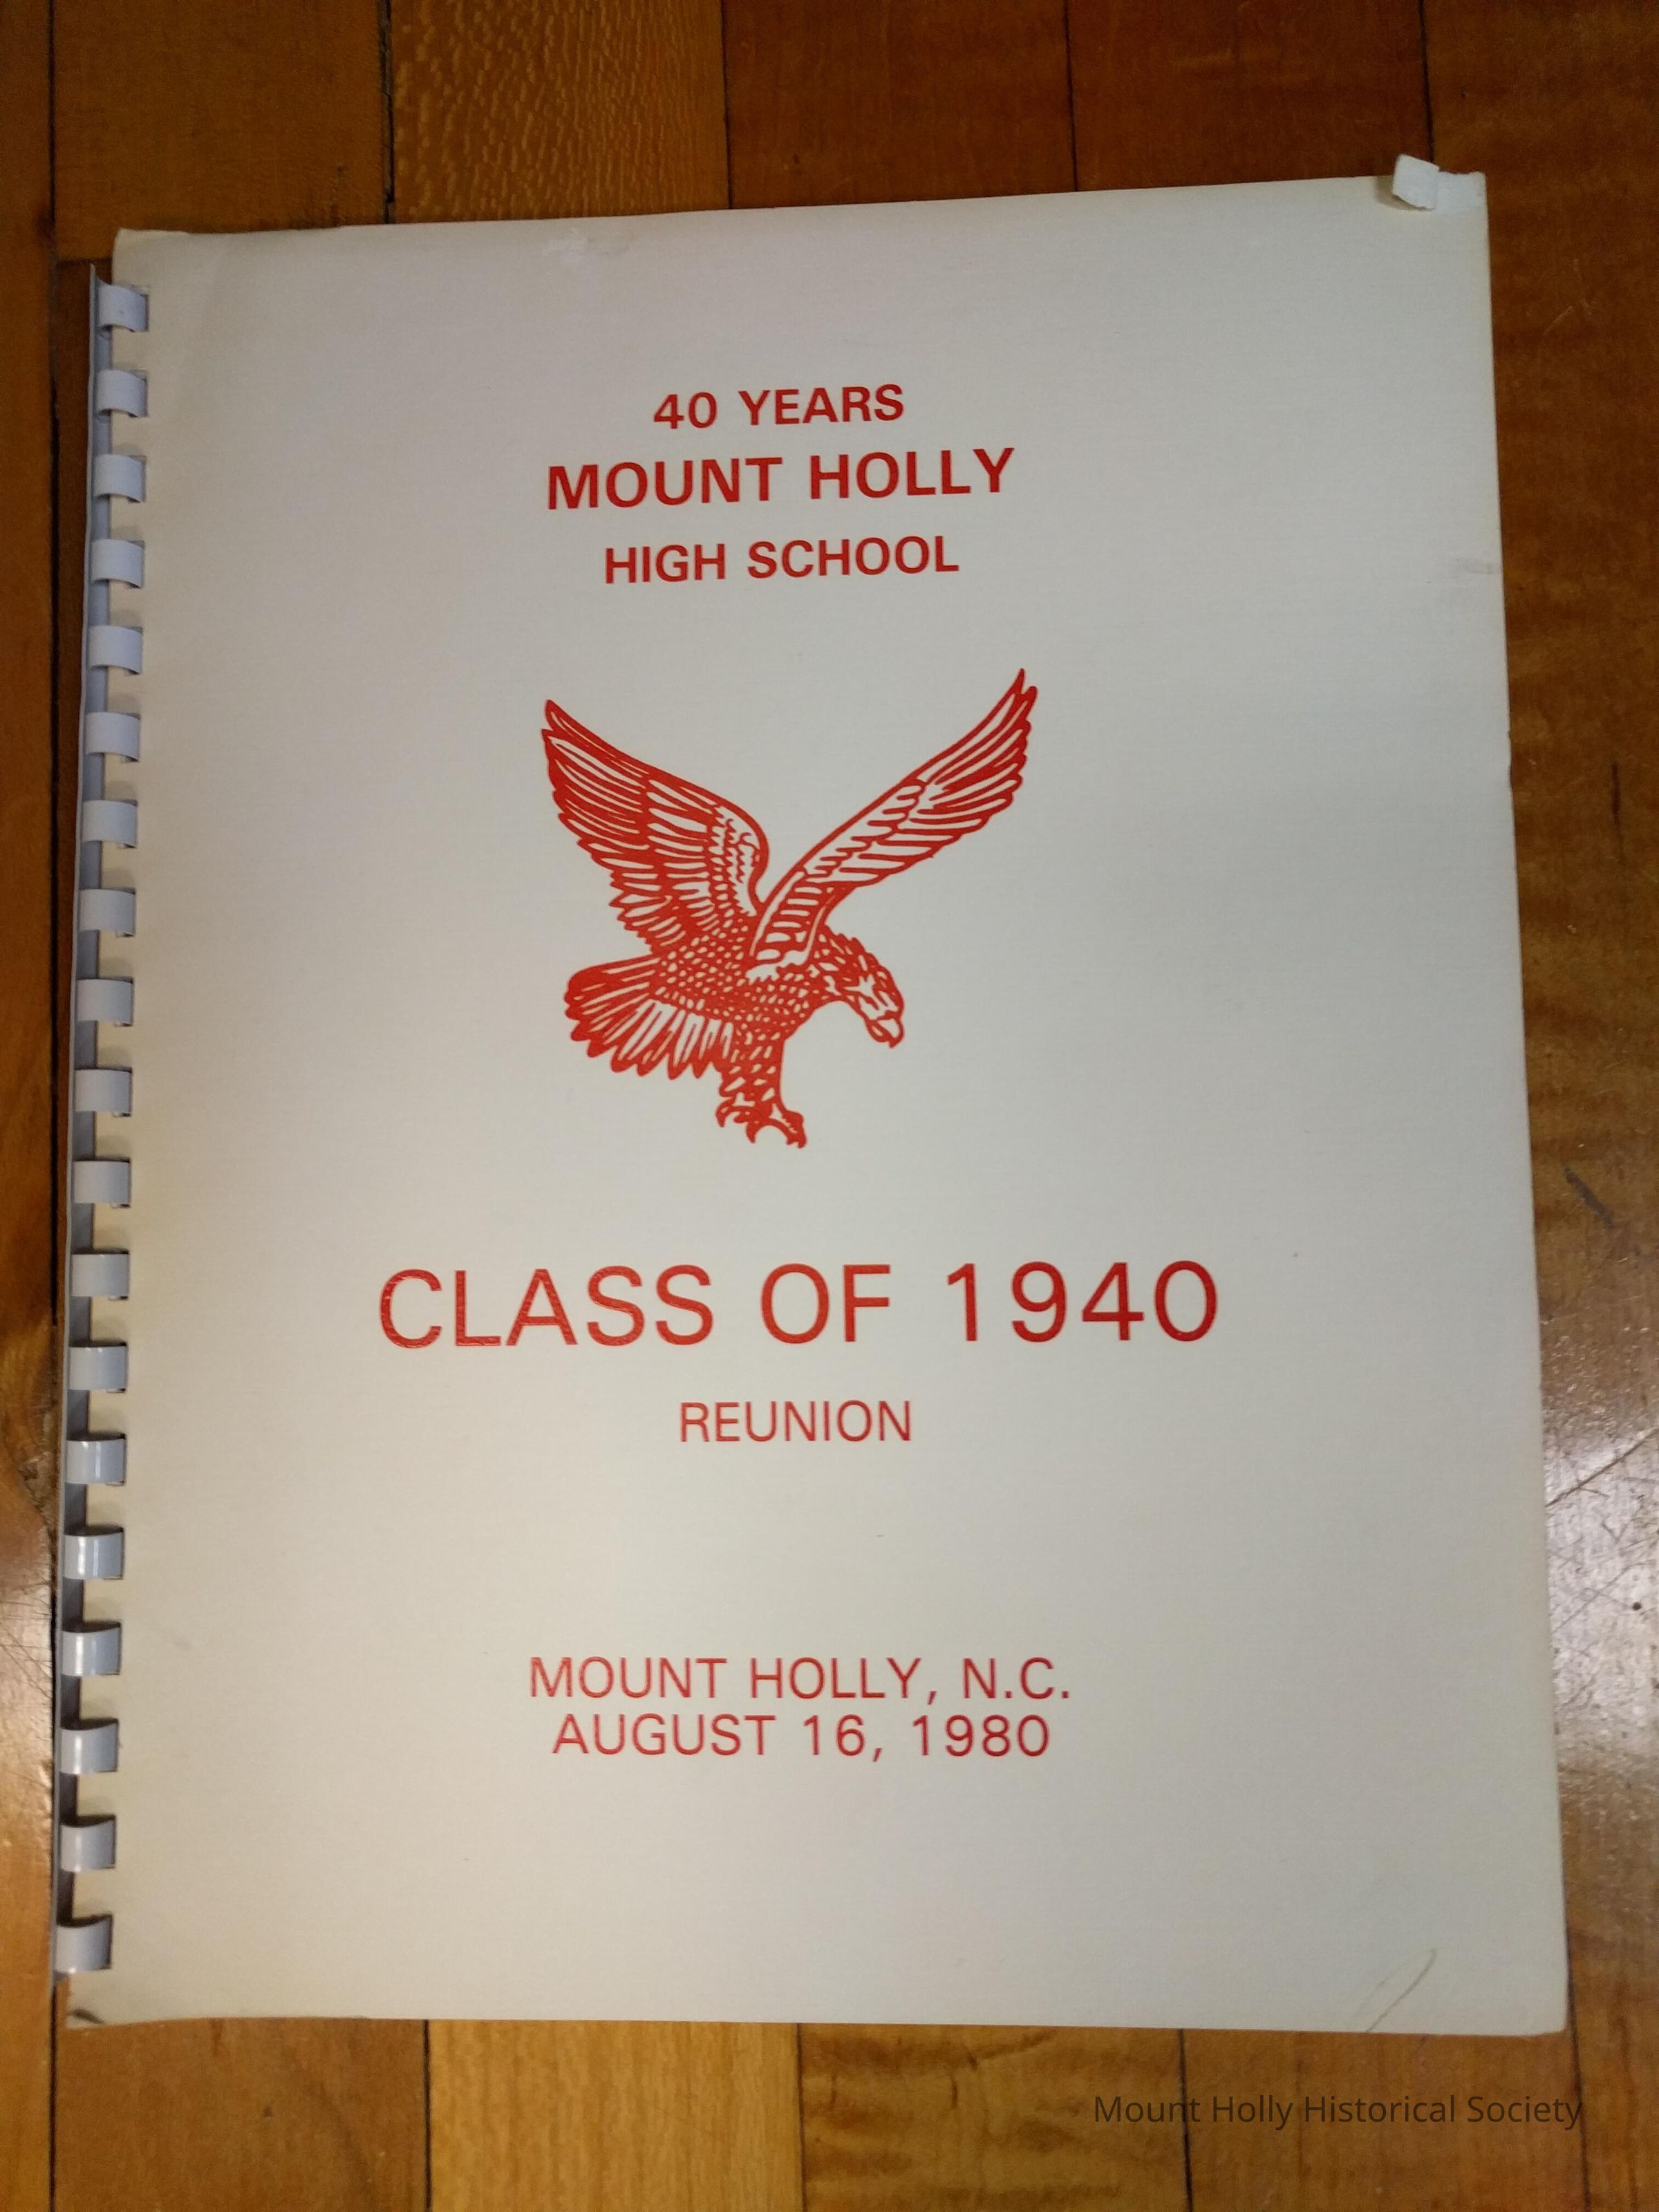 40 YEARS
MOUNT HOLLY
HIGH SCHOOL
CLASS OF 1940
REUNION
MOUNT HOLLY, N.C.
AUGUST 16, 1980
Mount Holly Historical Society